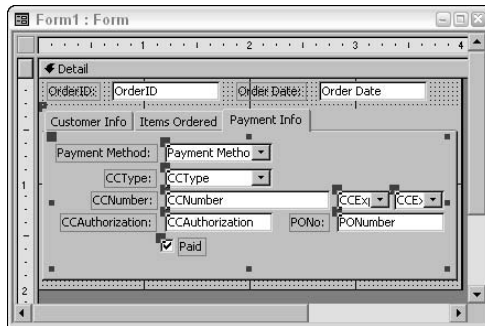 Form1 : Form
1 2 3 4
Detail
OrderID: OrderID Order Date: Order Date
Customer Info Items Ordered Payment Info
Payment Method: Payment Metho
1
CCType: CCType
CCNumber: CCNumber CCExp CCEx
CCAuthorization: CCAuthorization PONo: PONumber
Paid
2